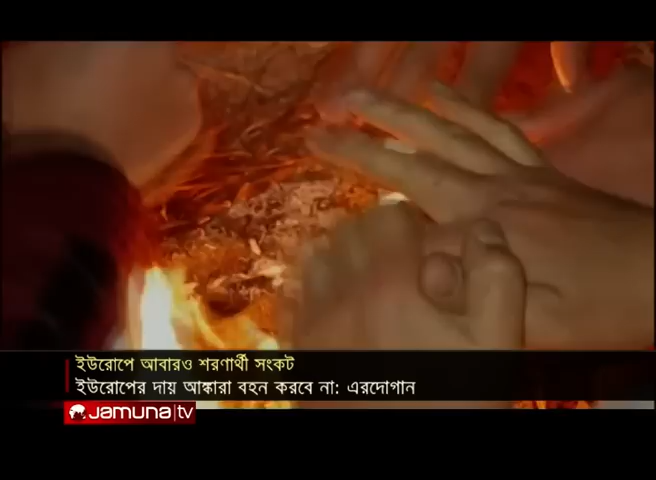 ইউরোপে আবারও শরণার্থী সংকট
ইউরোপের দায় আঙ্কারা বহন করবে না: এরদোগান
JAMUNA|tv